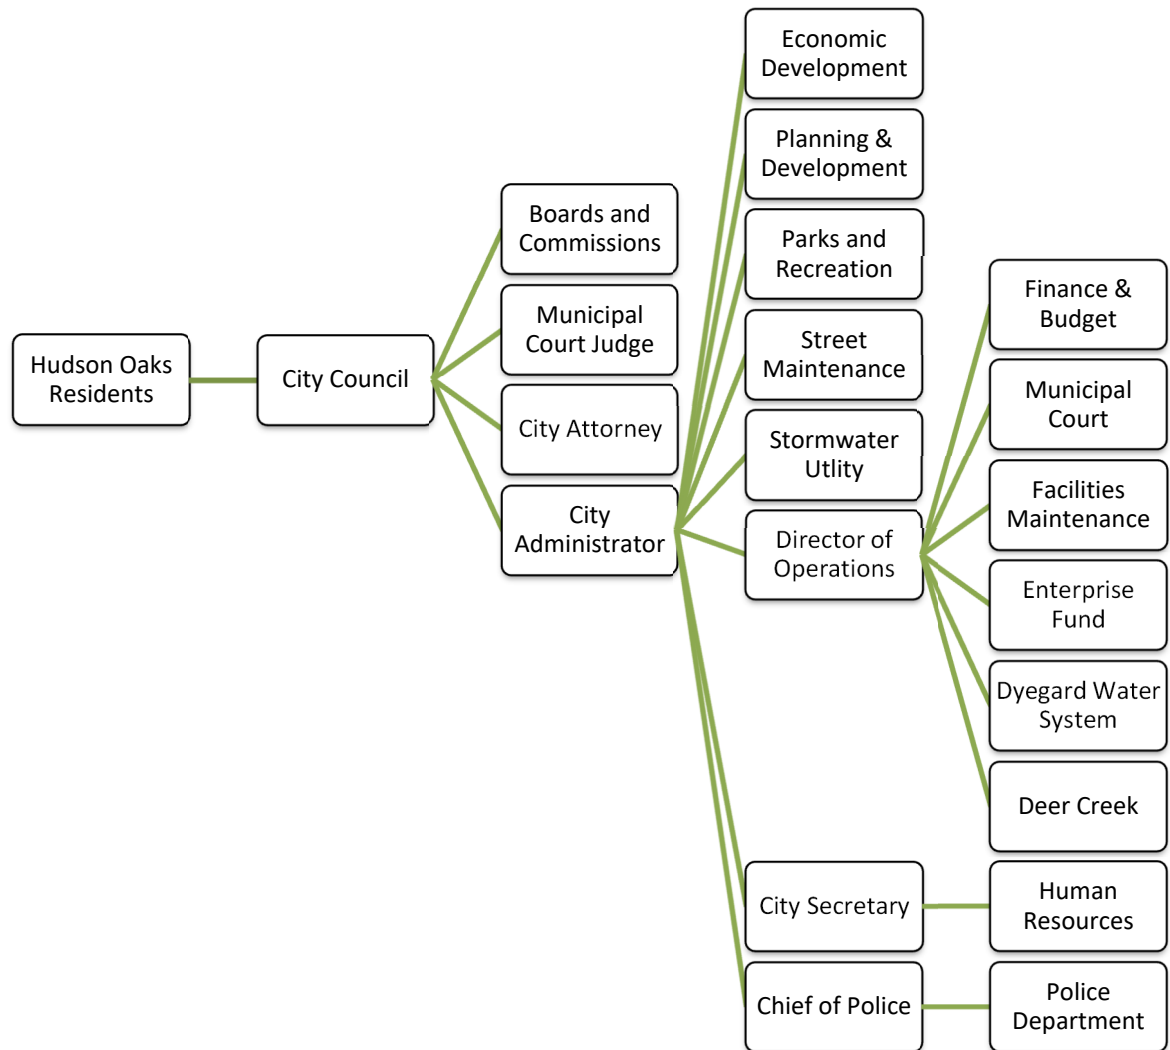 Hudson Oaks
Residents
City Council
Boards and
Commissions
Municipal
Court Judge
City Attorney
City
Administrator
Economic
Development
Planning &
Development
Parks and
Recreation
Street
Maintenance
Stormwater
Utlity
Director of
Operations
Finance &
Budget
Municipal
Court
Facilities
Maintenance
Enterprise
Fund
Dyegard Water
System
Deer Creek
City Secretary
Human
Resources
Chief of Police
Police
Department